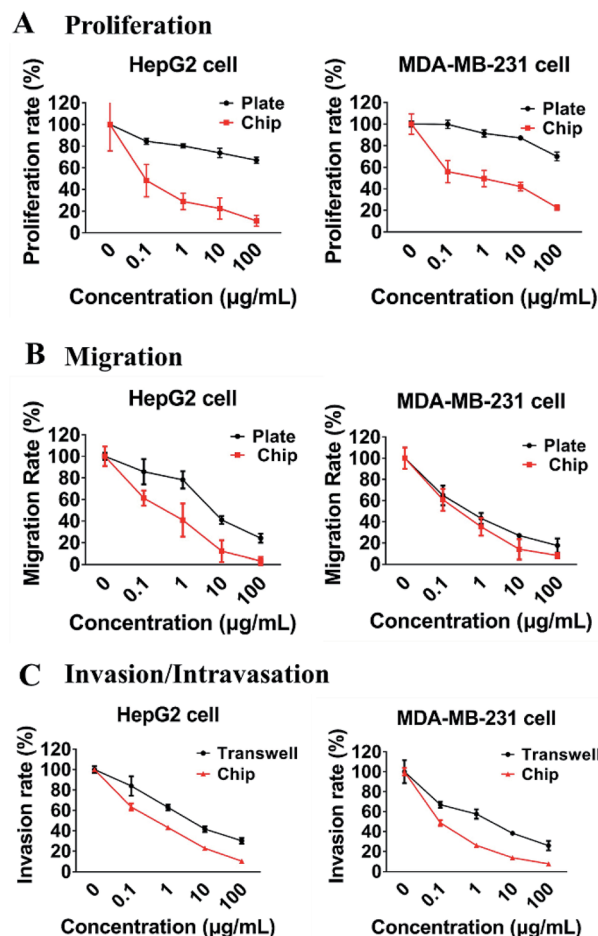 A Proliferation
HepG2 cell
Proliferation rate (%)
120
100
80
60
40
20
0
Plate
Chip
0 0.1 1 10 100
Concentration (µg/mL)
MDA-MB-231 cell
Proliferation rate (%)
120
100
80
60
40
20
0
Plate
Chip
0 0.1 1 10 100
Concentration (µg/mL)
B Migration
HepG2 cell
Migration Rate (%)
120
100
80
60
40
20
0
Plate
Chip
0 0.1 1 10 100
Concentration (µg/mL)
MDA-MB-231 cell
Migration Rate (%)
120
100
80
60
40
20
0
Plate
Chip
0 0.1 1 10 100
Concentration (µg/mL)
C Invasion/Intravasation
HepG2 cell
Invasion rate (%)
120
100
80
60
40
20
0
Transwell
Chip
0 0.1 1 10 100
Concentration (µg/mL)
MDA-MB-231 cell
Invasion rate (%)
120
100
80
60
40
20
0
Transwell
Chip
0 0.1 1 10 100
Concentration (µg/mL)